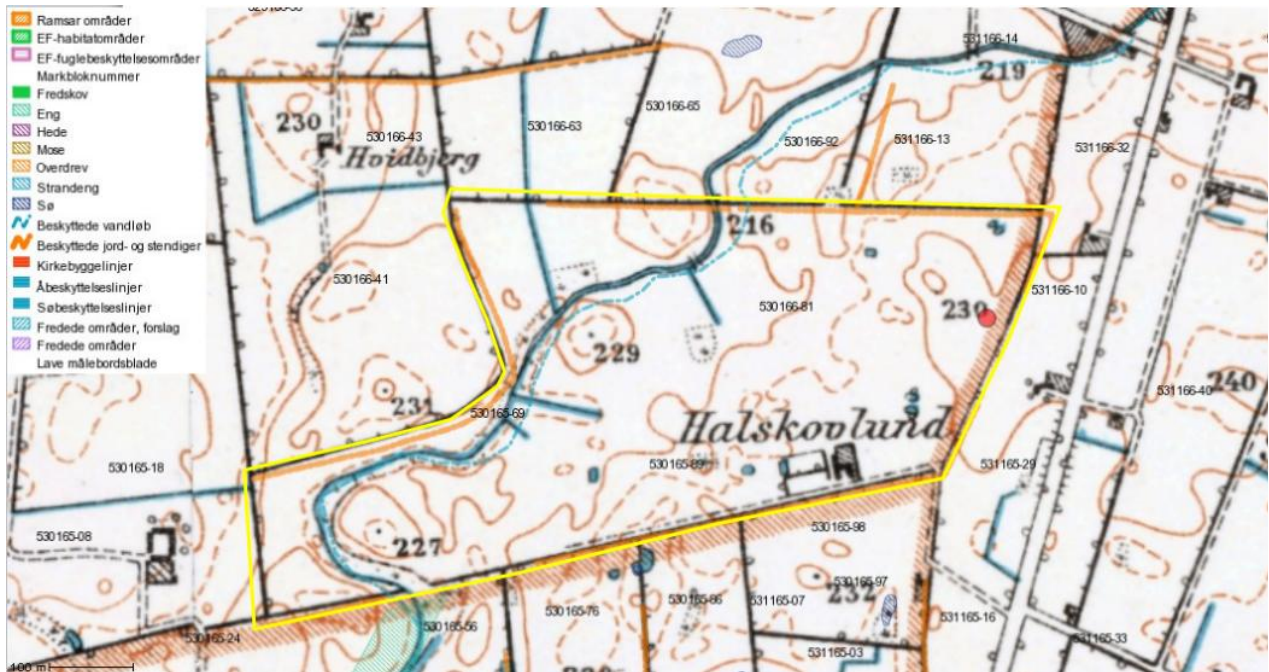 Ramsar områder
EF-habitatområder
EF-fuglebeskyttelsesområder
Markbloknummer
Fredskov
Eng
Hede
Mose
Overdrev
Strandeng
Sø
Beskyttede vandløb
Beskyttede jord- og stendiger
Kirkebyggelinjer
Åbeskyttelseslinjer
Søbeskyttelseslinjer
Fredede områder, forslag
Fredede områder
Lave målebordsblade
531166-14
219
530166-65
230
530166-43
530166-63
530166-92
531166-13
531166-32
Hvidbjerg
216
530166-41
530166-81
531166-10
239
229
231
530165-69
531166-40
240
Halskovlund
530165-18
530165-89
531165-29
530165-08
530165-98
227
530165-97
232
530165-76
530165-86
531165-07
531165-16
530165-24
530165-56
531165-33
531165-03
100 m